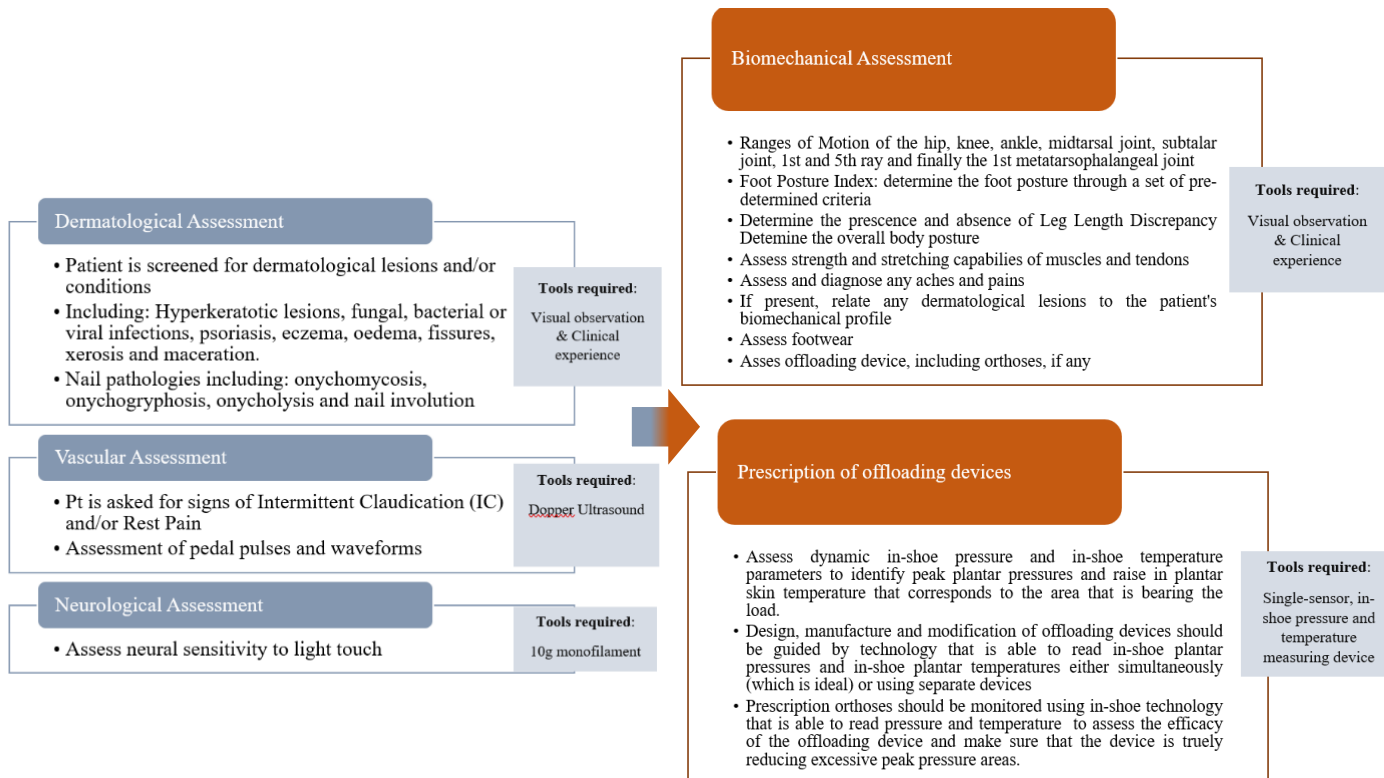 Dermatological Assessment
• Patient is screened for dermatological lesions and/or
conditions
• Including: Hyperkeratotic lesions, fungal, bacterial or
viral infections, psoriasis, eczema, oedema, fissures,
xerosis and maceration.
• Nail pathologies including: onychomycosis,
onychogryphosis, onycholysis and nail involution
Tools required:
Visual observation
& Clinical
experience
Vascular Assessment
• Pt is asked for signs of Intermittent Claudication (IC)
and/or Rest Pain
• Assessment of pedal pulses and waveforms
Tools required:
Dopper Ultrasound
Neurological Assessment
• Assess neural sensitivity to light touch
Tools required:
10g monofilament
Biomechanical Assessment
• Ranges of Motion of the hip, knee, ankle, midtarsal joint, subtalar
joint, 1st and 5th ray and finally the 1st metatarsophalangeal joint
• Foot Posture Index: determine the foot posture through a set of pre-
determined criteria
• Determine the prescence and absence of Leg Length Discrepancy
Detemine the overall body posture
• Assess strength and stretching capabilies of muscles and tendons
• Assess and diagnose any aches and pains
• If present, relate any dermatological lesions to the patient's
biomechanical profile
• Assess footwear
• Asses offloading device, including orthoses, if any
Tools required:
Visual observation
& Clinical
experience
Prescription of offloading devices
• Assess dynamic in-shoe pressure and in-shoe temperature
parameters to identify peak plantar pressures and raise in plantar
skin temperature that corresponds to the area that is bearing the
load.
• Design, manufacture and modification of offloading devices should
be guided by technology that is able to read in-shoe plantar
pressures and in-shoe plantar temperatures either simultaneously
(which is ideal) or using separate devices
• Prescription orthoses should be monitored using in-shoe technology
that is able to read pressure and temperature to assess the efficacy
of the offloading device and make sure that the device is truely
reducing excessive peak pressure areas.
Tools required:
Single-sensor, in-
shoe pressure and
temperature
measuring device